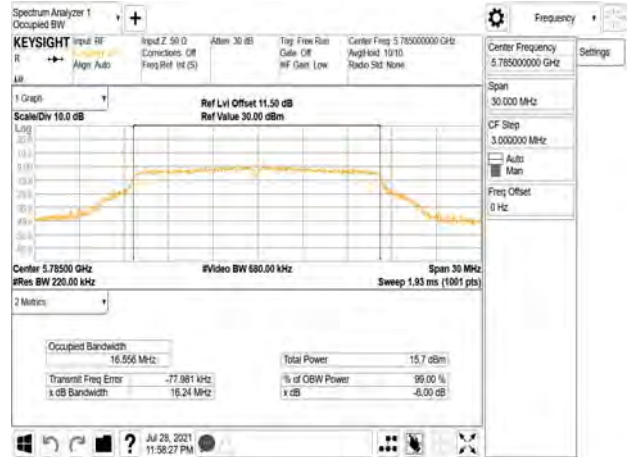 Spectrum Analyzer 1
Occupied BW
+
Frequency
KEYSIGHT
R
Input: RF
Align: Auto
Input Z: 50 Ω
Corrections: Off
Freq Ref: Int (S)
Atten: 30 dB
Trig: Free Run
Gate: Off
#IF Gain: Low
Center Freq: 5.785000000 GHz
Avg|Hold: 10/10
Radio Std: None
Center Frequency
5.785000000 GHz
Settings
Span
30.000 MHz
CF Step
3.000000 MHz
Auto
Man
Freq Offset
0 Hz
1 Graph
Scale/Div 10.0 dB
Ref Lvl Offset 11.50 dB
Ref Value 30.00 dBm
Log
Center 5.78500 GHz
#Res BW 220.00 kHz
#Video BW 680.00 kHz
Span 30 MHz
Sweep 1.93 ms (1001 pts)
2 Metrics
Occupied Bandwidth
16.556 MHz
Total Power
15.7 dBm
Transmit Freq Error
-77.981 kHz
% of OBW Power
99.00 %
x dB Bandwidth
16.24 MHz
x dB
-6.00 dB
?
Jul 28, 2021
11:58:27 PM